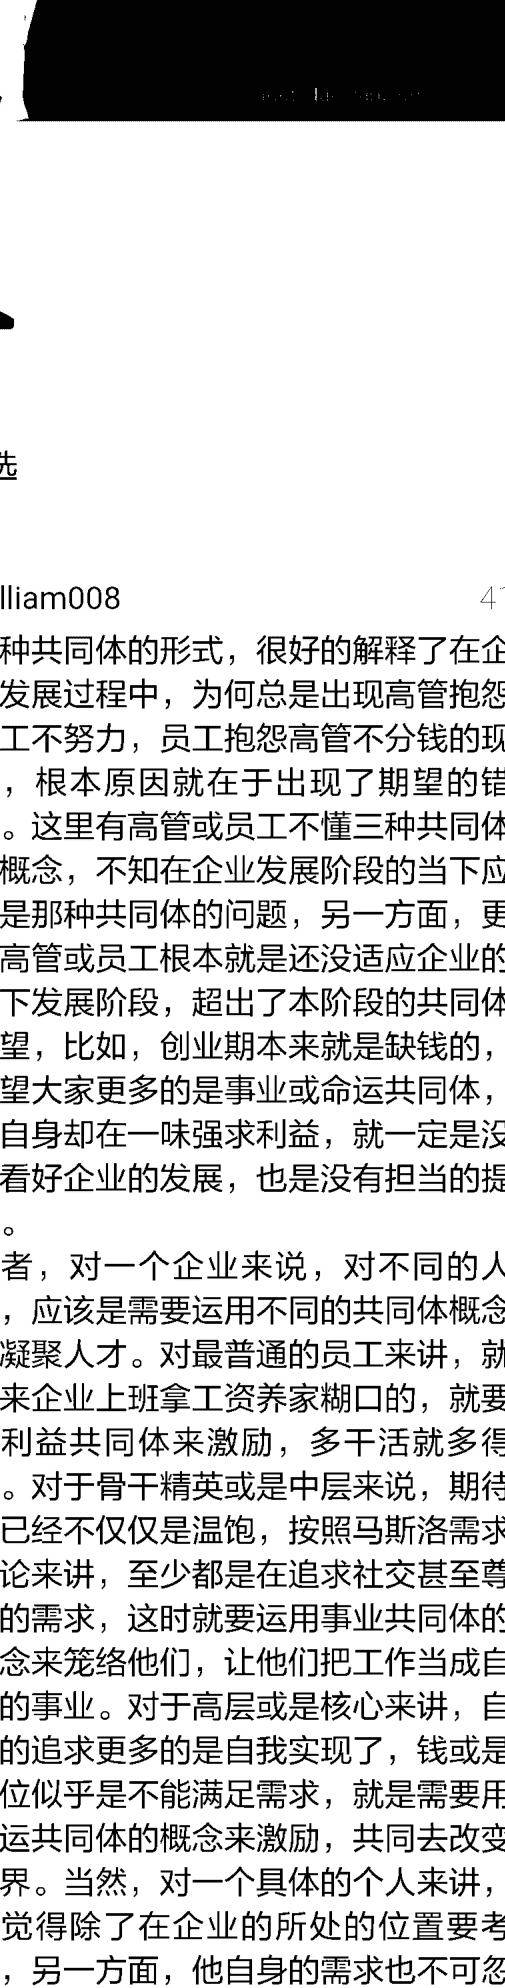 选
lliam008
41
种共同体的形式，很好的解释了在企
发展过程中，为何总是出现高管抱怨
工不努力，员工抱怨高管不分钱的现
，根本原因就在于出现了期望的错
。这里有高管或员工不懂三种共同体
概念，不知在企业发展阶段的当下应
是那种共同体的问题，另一方面，更
高管或员工根本就是还没适应企业的
下发展阶段，超出了本阶段的共同体
望，比如，创业期本来就是缺钱的，
望大家更多的是事业或命运共同体，
自身却在一味强求利益，就一定是没
看好企业的发展，也是没有担当的提
。
者，对一个企业来说，对不同的人
，应该是需要运用不同的共同体概念
凝聚人才。对最普通的员工来讲，就
来企业上班拿工资养家糊口的，就要
利益共同体来激励，多干活就多得
。对于骨干精英或是中层来说，期待
已经不仅仅是温饱，按照马斯洛需求
论来讲，至少都是在追求社交甚至尊
的需求，这时就要运用事业共同体的
念来笼络他们，让他们把工作当成自
的事业。对于高层或是核心来讲，自
的追求更多的是自我实现了，钱或是
位似乎是不能满足需求，就是需要用
运共同体的概念来激励，共同去改变
界。当然，对一个具体的个人来讲，
觉得除了在企业的所处的位置要考
，另一方面，他自身的需求也不可忽